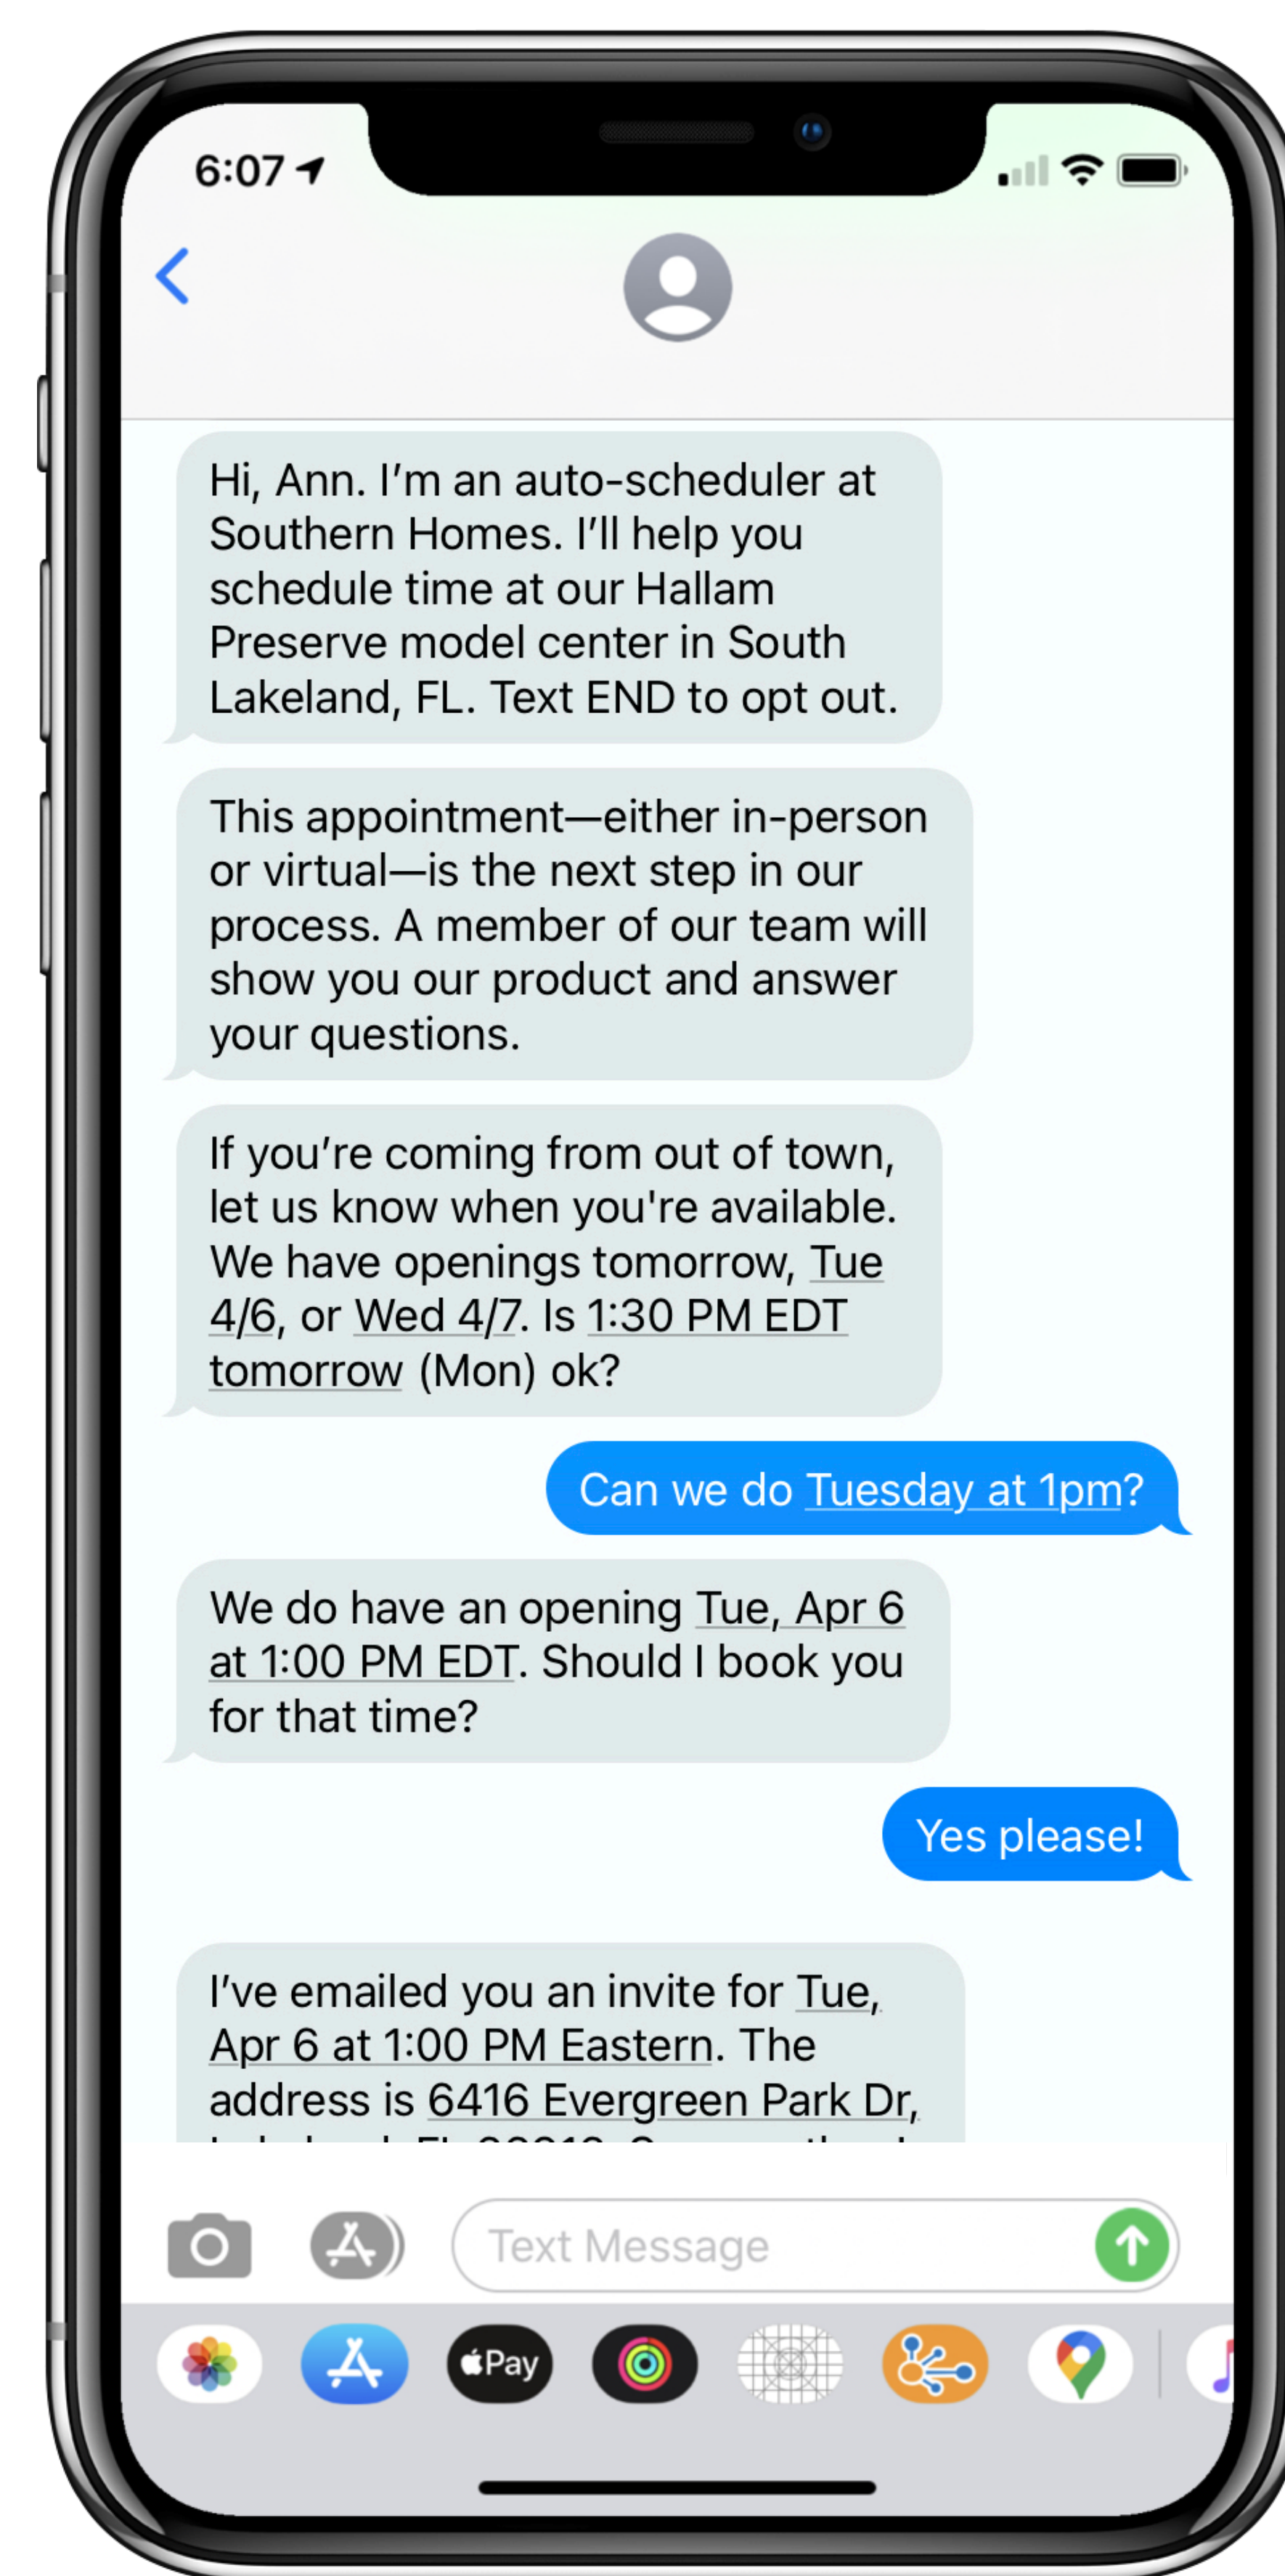 6:07
Hi, Ann. I’m an auto-scheduler at
Southern Homes. I’ll help you
schedule time at our Hallam
Preserve model center in South
Lakeland, FL. Text END to opt out.
This appointment—either in-person
or virtual—is the next step in our
process. A member of our team will
show you our product and answer
your questions.
If you’re coming from out of town,
let us know when you're available.
We have openings tomorrow, Tue
4/6, or Wed 4/7. Is 1:30 PM EDT
tomorrow (Mon) ok?
Can we do Tuesday at 1pm?
We do have an opening Tue, Apr 6
at 1:00 PM EDT. Should I book you
for that time?
Yes please!
I’ve emailed you an invite for Tue,
Apr 6 at 1:00 PM Eastern. The
address is 6416 Evergreen Park Dr,
Text Message
Pay